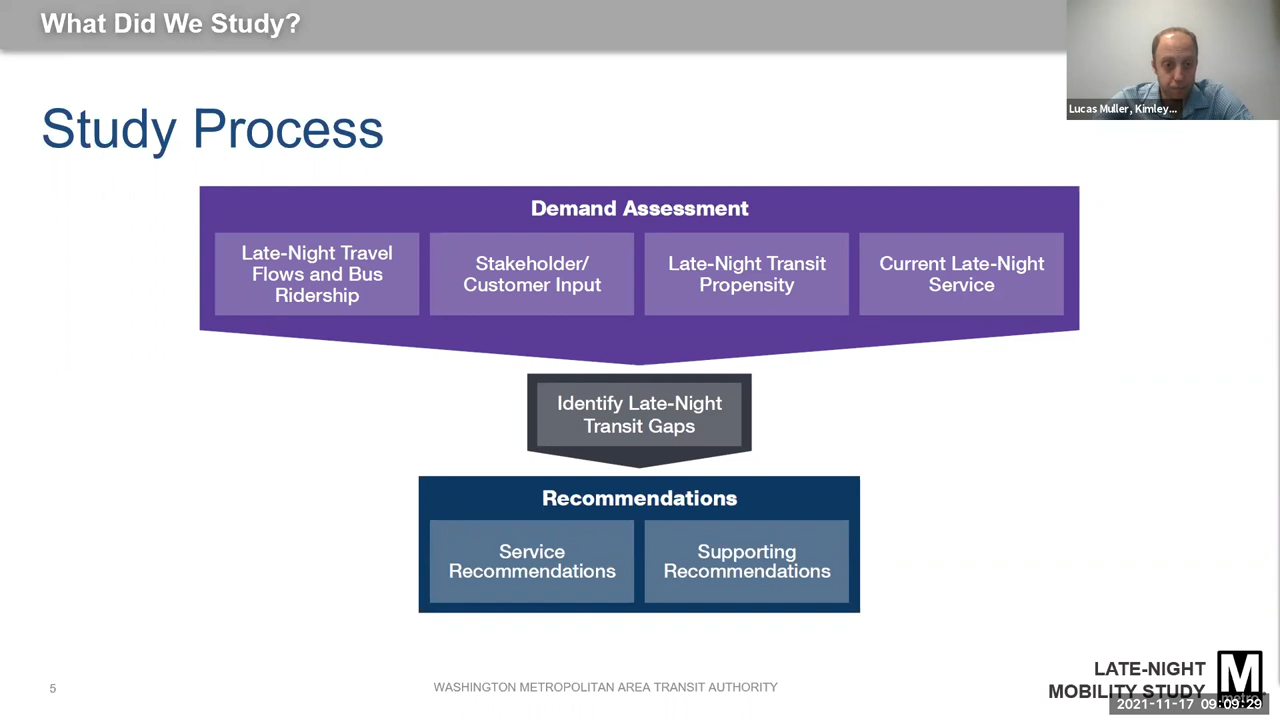 What Did We Study?
Lucas Muller, Kimley...
Study Process
Demand Assessment
Late-Night Travel
Flows and Bus
Ridership
Stakeholder/
Customer Input
Late-Night Transit
Propensity
Current Late-Night
Service
Identify Late-Night
Transit Gaps
Recommendations
Service
Recommendations
Supporting
Recommendations
5
WASHINGTON METROPOLITAN AREA TRANSIT AUTHORITY
LATE-NIGHT
MOBILITY STUDY
M
metro
2021-11-17 09:09:29